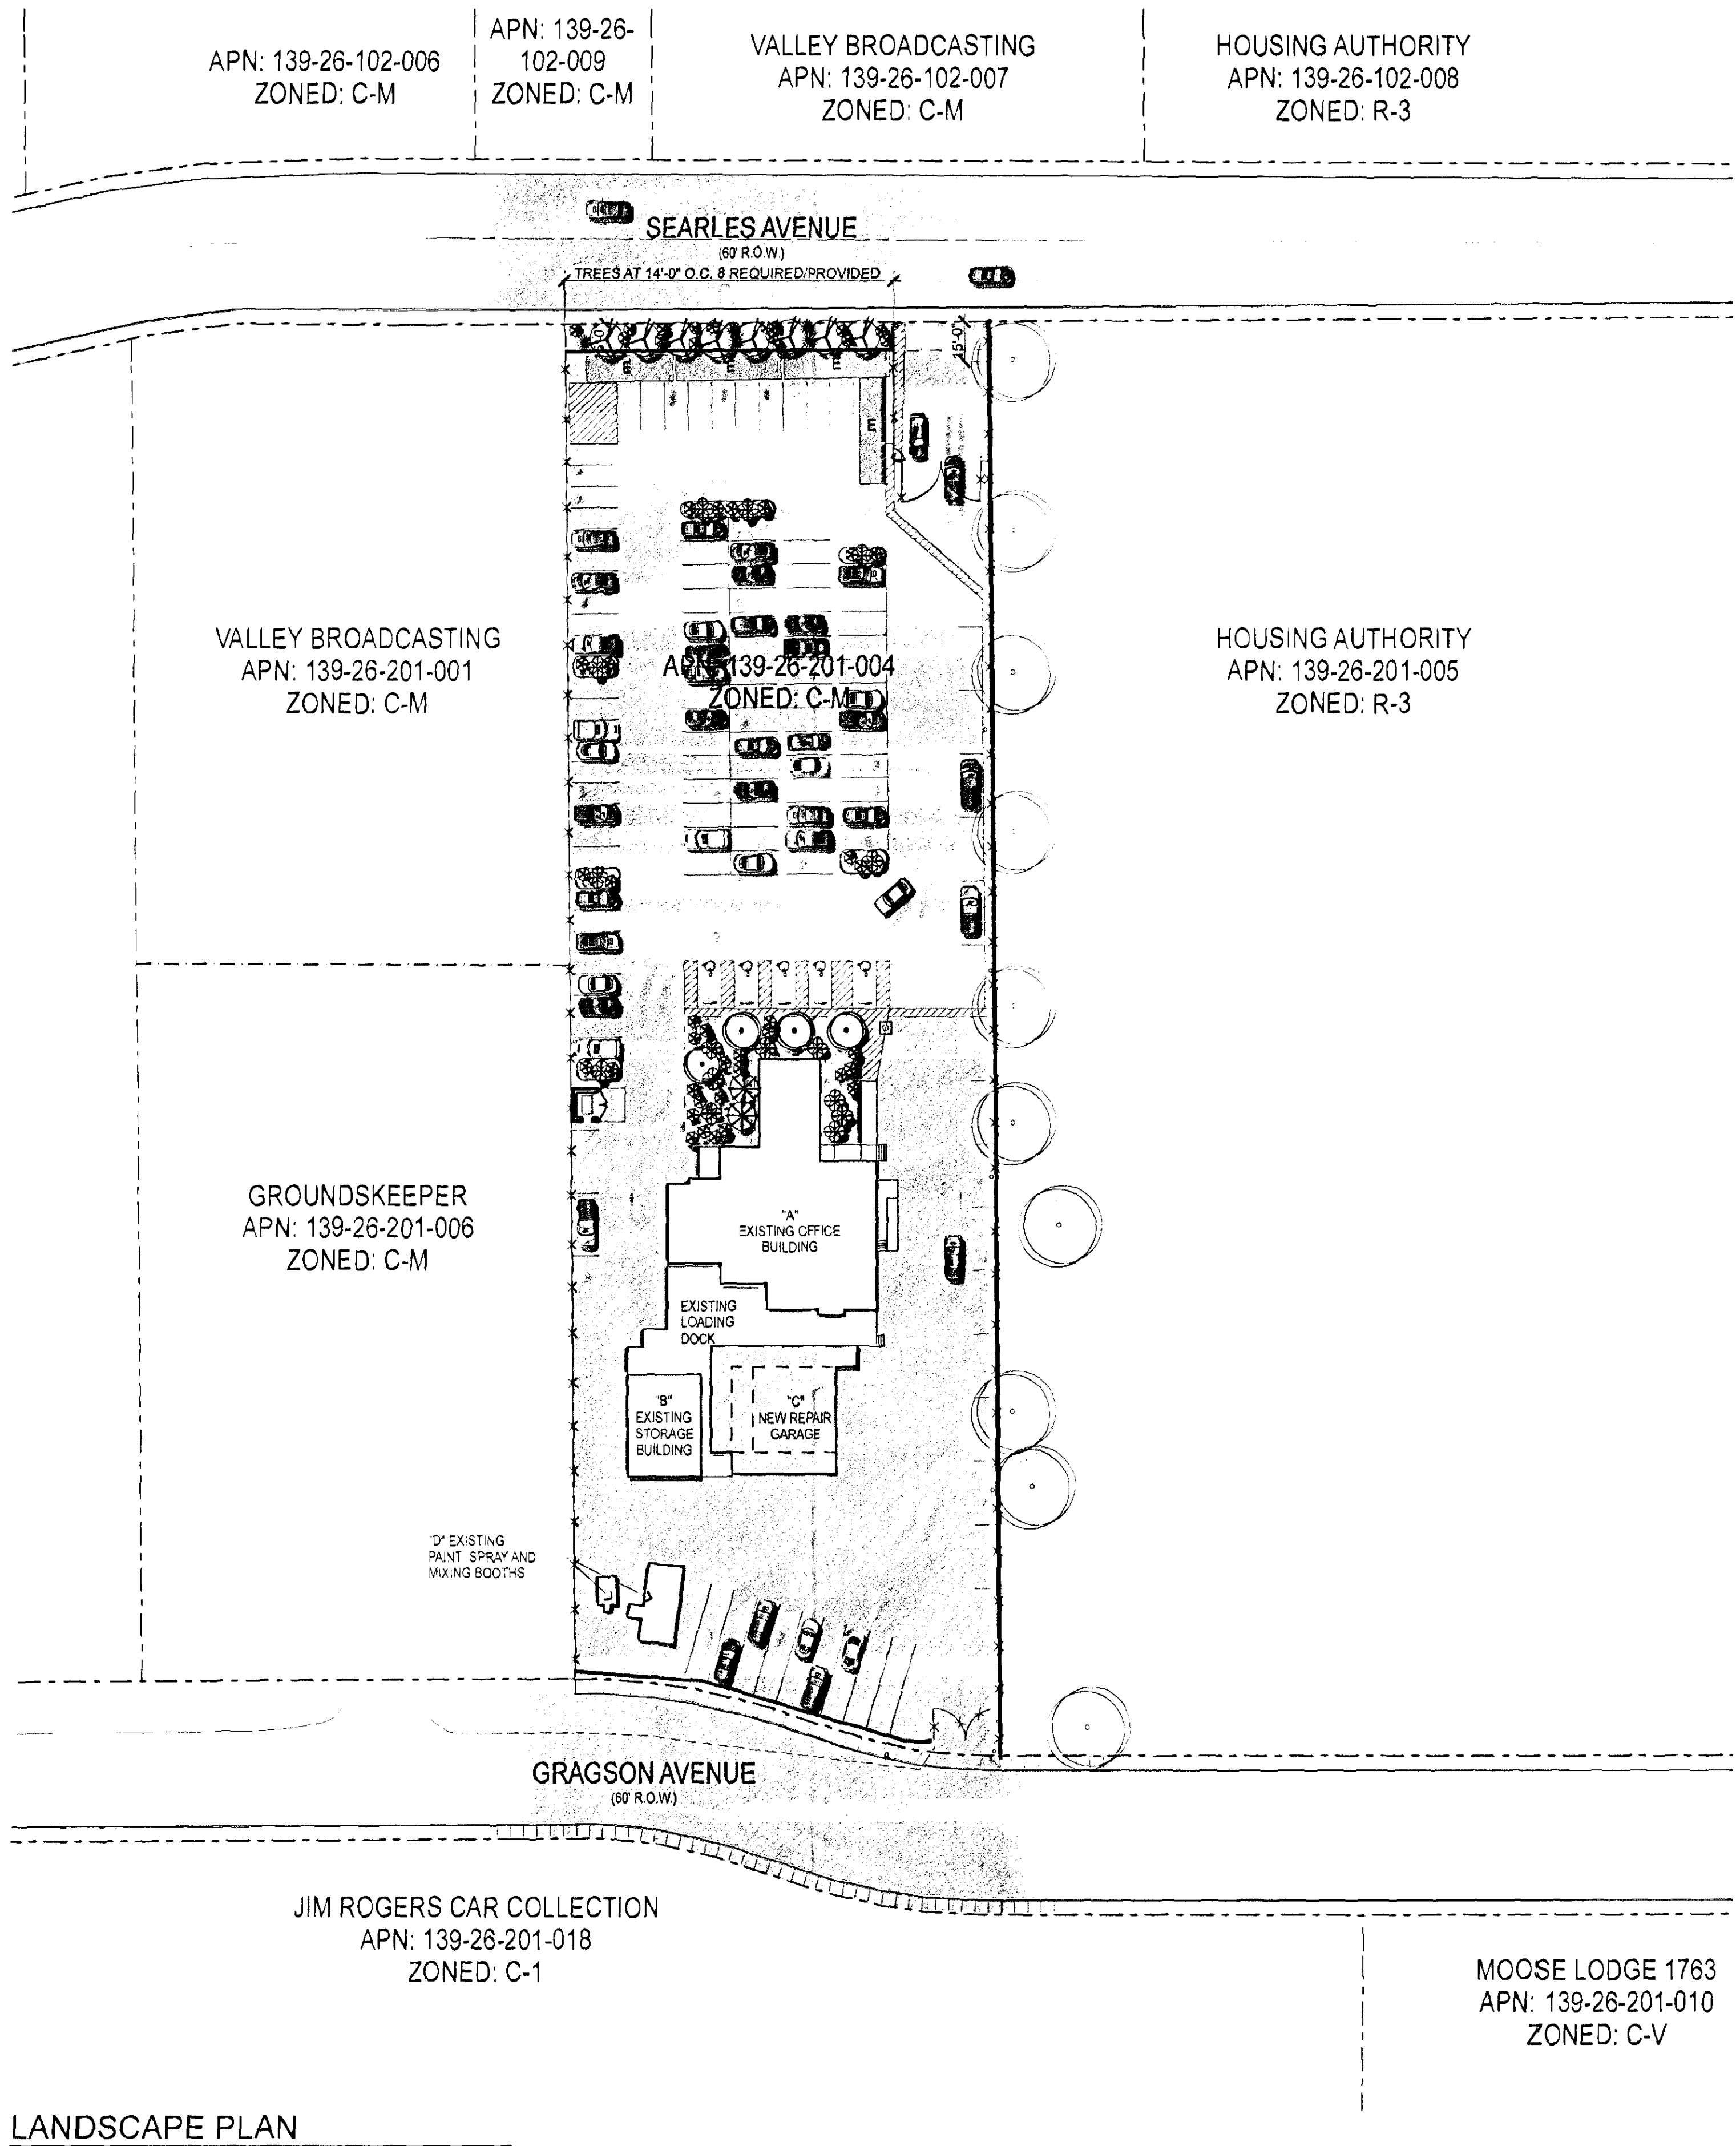 APN: 139-26-102-006
ZONED: C-M
APN: 139-26-
102-009
ZONED: C-M
VALLEY BROADCASTING
APN: 139-26-102-007
ZONED: C-M
HOUSING AUTHORITY
APN: 139-26-102-008
ZONED: R-3
SEARLES AVENUE
(60' R.O.W.)
TREES AT 14'-0" O.C. 8 REQUIRED/PROVIDED
15'-0"
E
E
E
E
VALLEY BROADCASTING
APN: 139-26-201-001
ZONED: C-M
APN: 139-26-201-004
ZONED: C-M
HOUSING AUTHORITY
APN: 139-26-201-005
ZONED: R-3
GROUNDSKEEPER
APN: 139-26-201-006
ZONED: C-M
"A"
EXISTING OFFICE
BUILDING
EXISTING
LOADING
DOCK
"B"
EXISTING
STORAGE
BUILDING
"C"
NEW REPAIR
GARAGE
"D" EXISTING
PAINT SPRAY AND
MIXING BOOTHS
GRAGSON AVENUE
(60' R.O.W.)
JIM ROGERS CAR COLLECTION
APN: 139-26-201-018
ZONED: C-1
MOOSE LODGE 1763
APN: 139-26-201-010
ZONED: C-V
LANDSCAPE PLAN